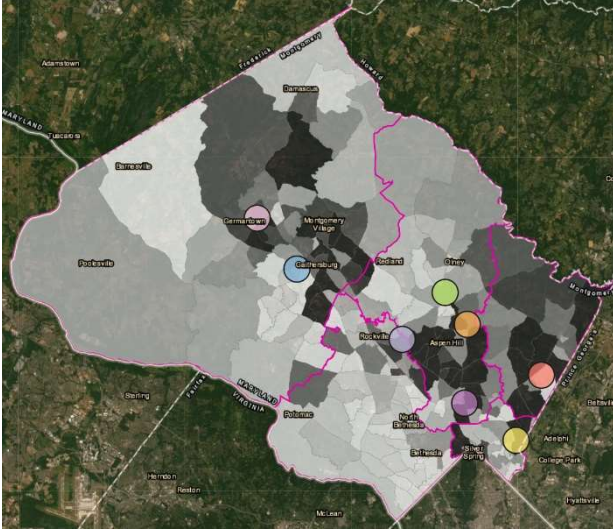 Adamstown
Frederick
Montgomery
Howard
Damascus
MARYLAND
Tuscarora
Barnesville
Germantown
Montgomery
Village
Poolesville
Gaithersburg
Redland
Olney
Montgomery
Prince George's
Rockville
Aspen Hill
Fairfax
MARYLAND
VIRGINIA
Sterling
Potomac
North
Bethesda
Bethesda
Silver
Spring
Adelphi
College Park
Beltsvil
Herndon
Reston
McLean
Hyattsville